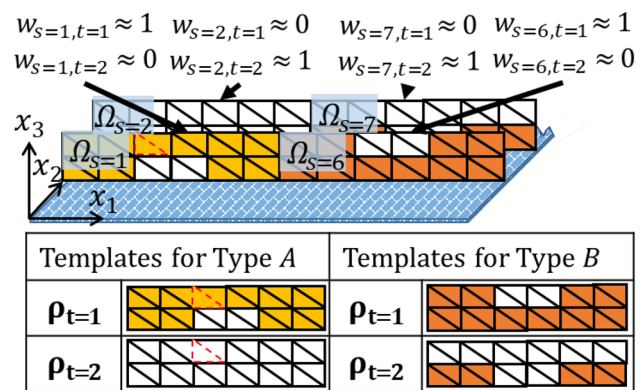 w_{s=1,t=1} ≈ 1 w_{s=2,t=1} ≈ 0 w_{s=7,t=1} ≈ 0 w_{s=6,t=1} ≈ 1
w_{s=1,t=2} ≈ 0 w_{s=2,t=2} ≈ 1 w_{s=7,t=2} ≈ 1 w_{s=6,t=2} ≈ 0
Ω_{s=2} Ω_{s=7}
x_3
Ω_{s=1} Ω_{s=6}
x_2
x_1
Templates for Type A Templates for Type B
ρ_{t=1} ρ_{t=1}
ρ_{t=2} ρ_{t=2}